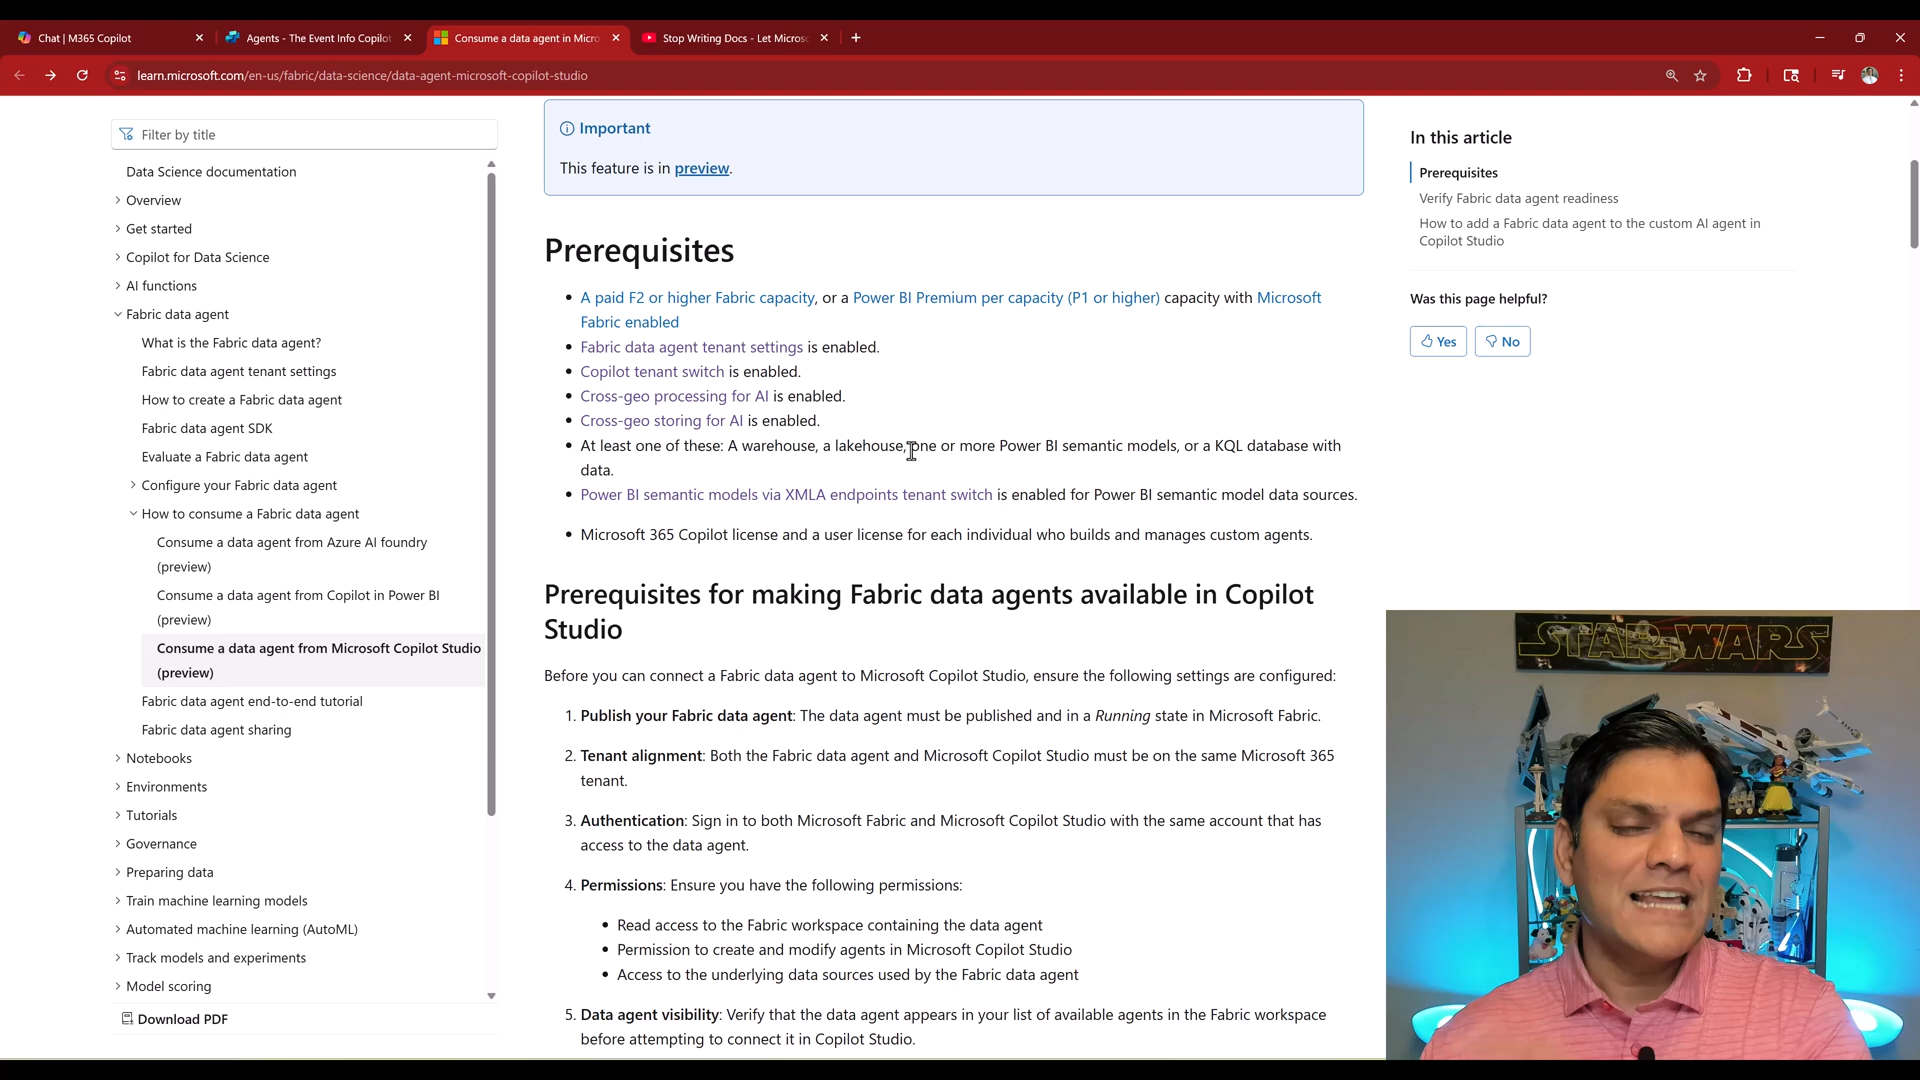 Chat | M365 Copilot
Agents - The Event Info Copilot
Consume a data agent in Micro
Stop Writing Docs - Let Micros
learn.microsoft.com/en-us/fabric/data-science/data-agent-microsoft-copilot-studio
Filter by title
Data Science documentation
Overview
Get started
Copilot for Data Science
AI functions
Fabric data agent
What is the Fabric data agent?
Fabric data agent tenant settings
How to create a Fabric data agent
Fabric data agent SDK
Evaluate a Fabric data agent
Configure your Fabric data agent
How to consume a Fabric data agent
Consume a data agent from Azure AI foundry
(preview)
Consume a data agent from Copilot in Power BI
(preview)
Consume a data agent from Microsoft Copilot Studio
(preview)
Fabric data agent end-to-end tutorial
Fabric data agent sharing
Notebooks
Environments
Tutorials
Governance
Preparing data
Train machine learning models
Automated machine learning (AutoML)
Track models and experiments
Model scoring
Download PDF
Important
This feature is in preview.
Prerequisites
• A paid F2 or higher Fabric capacity, or a Power BI Premium per capacity (P1 or higher) capacity with Microsoft
Fabric enabled
• Fabric data agent tenant settings is enabled.
• Copilot tenant switch is enabled.
• Cross-geo processing for AI is enabled.
• Cross-geo storing for AI is enabled.
• At least one of these: A warehouse, a lakehouse, one or more Power BI semantic models, or a KQL database with
data.
• Power BI semantic models via XMLA endpoints tenant switch is enabled for Power BI semantic model data sources.
• Microsoft 365 Copilot license and a user license for each individual who builds and manages custom agents.
Prerequisites for making Fabric data agents available in Copilot
Studio
Before you can connect a Fabric data agent to Microsoft Copilot Studio, ensure the following settings are configured:
1. Publish your Fabric data agent: The data agent must be published and in a Running state in Microsoft Fabric.
2. Tenant alignment: Both the Fabric data agent and Microsoft Copilot Studio must be on the same Microsoft 365
tenant.
3. Authentication: Sign in to both Microsoft Fabric and Microsoft Copilot Studio with the same account that has
access to the data agent.
4. Permissions: Ensure you have the following permissions:
• Read access to the Fabric workspace containing the data agent
• Permission to create and modify agents in Microsoft Copilot Studio
• Access to the underlying data sources used by the Fabric data agent
5. Data agent visibility: Verify that the data agent appears in your list of available agents in the Fabric workspace
before attempting to connect it in Copilot Studio.
In this article
Prerequisites
Verify Fabric data agent readiness
How to add a Fabric data agent to the custom AI agent in
Copilot Studio
Was this page helpful?
Yes
No
STAR WARS